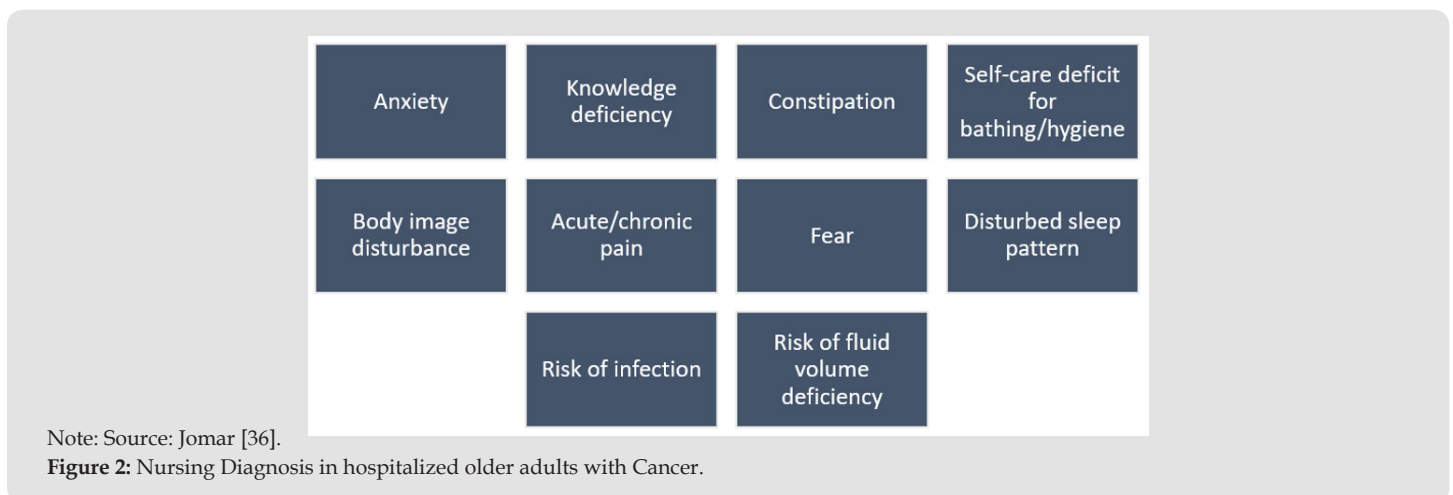 Anxiety
Knowledge
deficiency
Constipation
Self-care deficit
for
bathing/hygiene
Body image
disturbance
Acute/chronic
pain
Fear
Disturbed sleep
pattern
Risk of infection
Risk of fluid
volume
deficiency
Note: Source: Jomar [36].
Figure 2: Nursing Diagnosis in hospitalized older adults with Cancer.